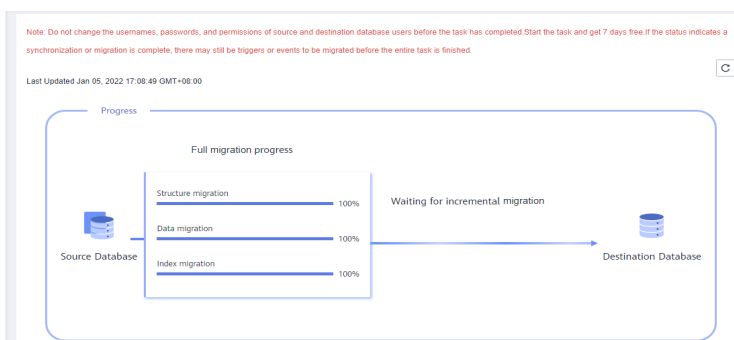 Note: Do not change the usernames, passwords, and permissions of source and destination database users before the task has completed.Start the task and get 7 days free.If the status indicates a
synchronization or migration is complete, there may still be triggers or events to be migrated before the entire task is finished.
Last Updated Jan 05, 2022 17:08:49 GMT+08:00
Progress
Full migration progress
Structure migration
100%
Waiting for incremental migration
Data migration
100%
Source Database
Destination Database
Index migration
100%